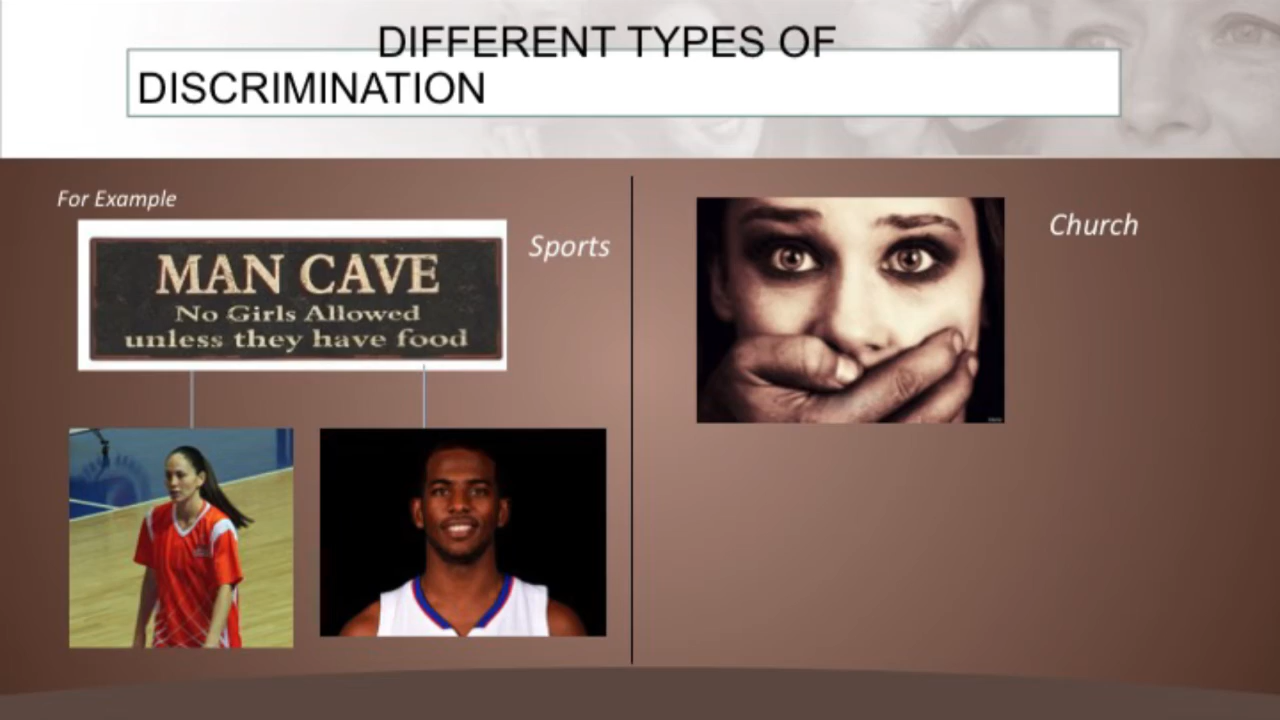 DIFFERENT TYPES OF
DISCRIMINATION
For Example
MAN CAVE
No Girls Allowed
unless they have food
Sports
Church